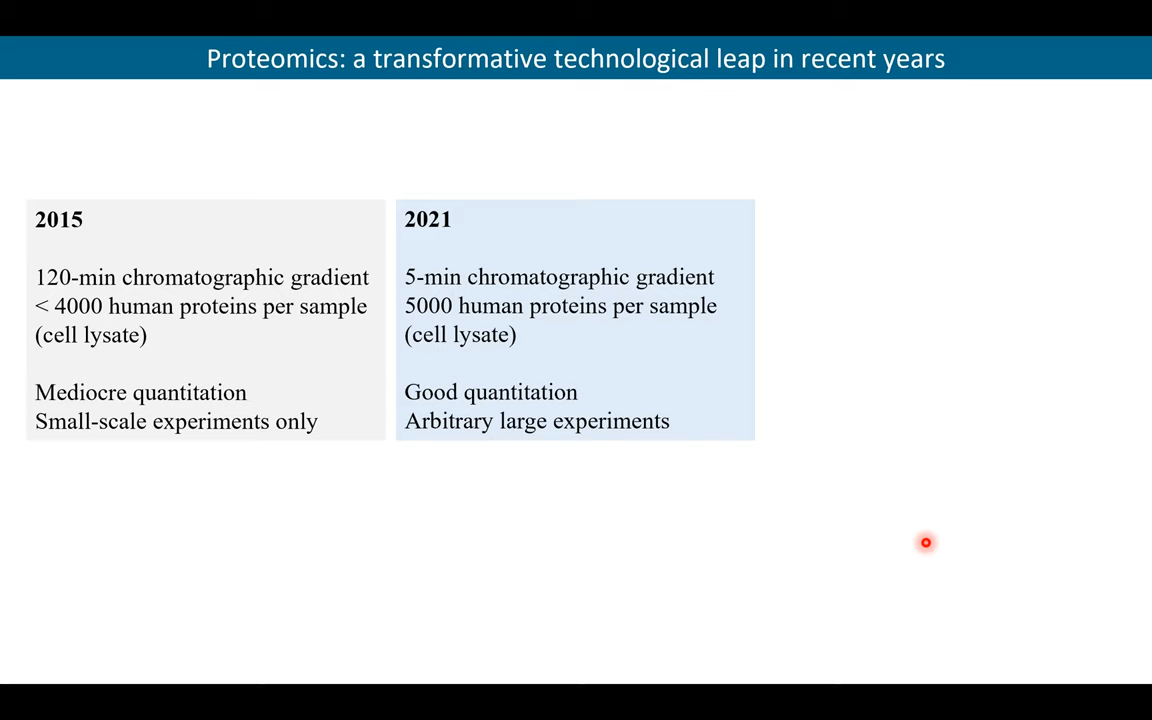 Proteomics: a transformative technological leap in recent years
2015
120-min chromatographic gradient
< 4000 human proteins per sample
(cell lysate)
Mediocre quantitation
Small-scale experiments only
2021
5-min chromatographic gradient
5000 human proteins per sample
(cell lysate)
Good quantitation
Arbitrary large experiments